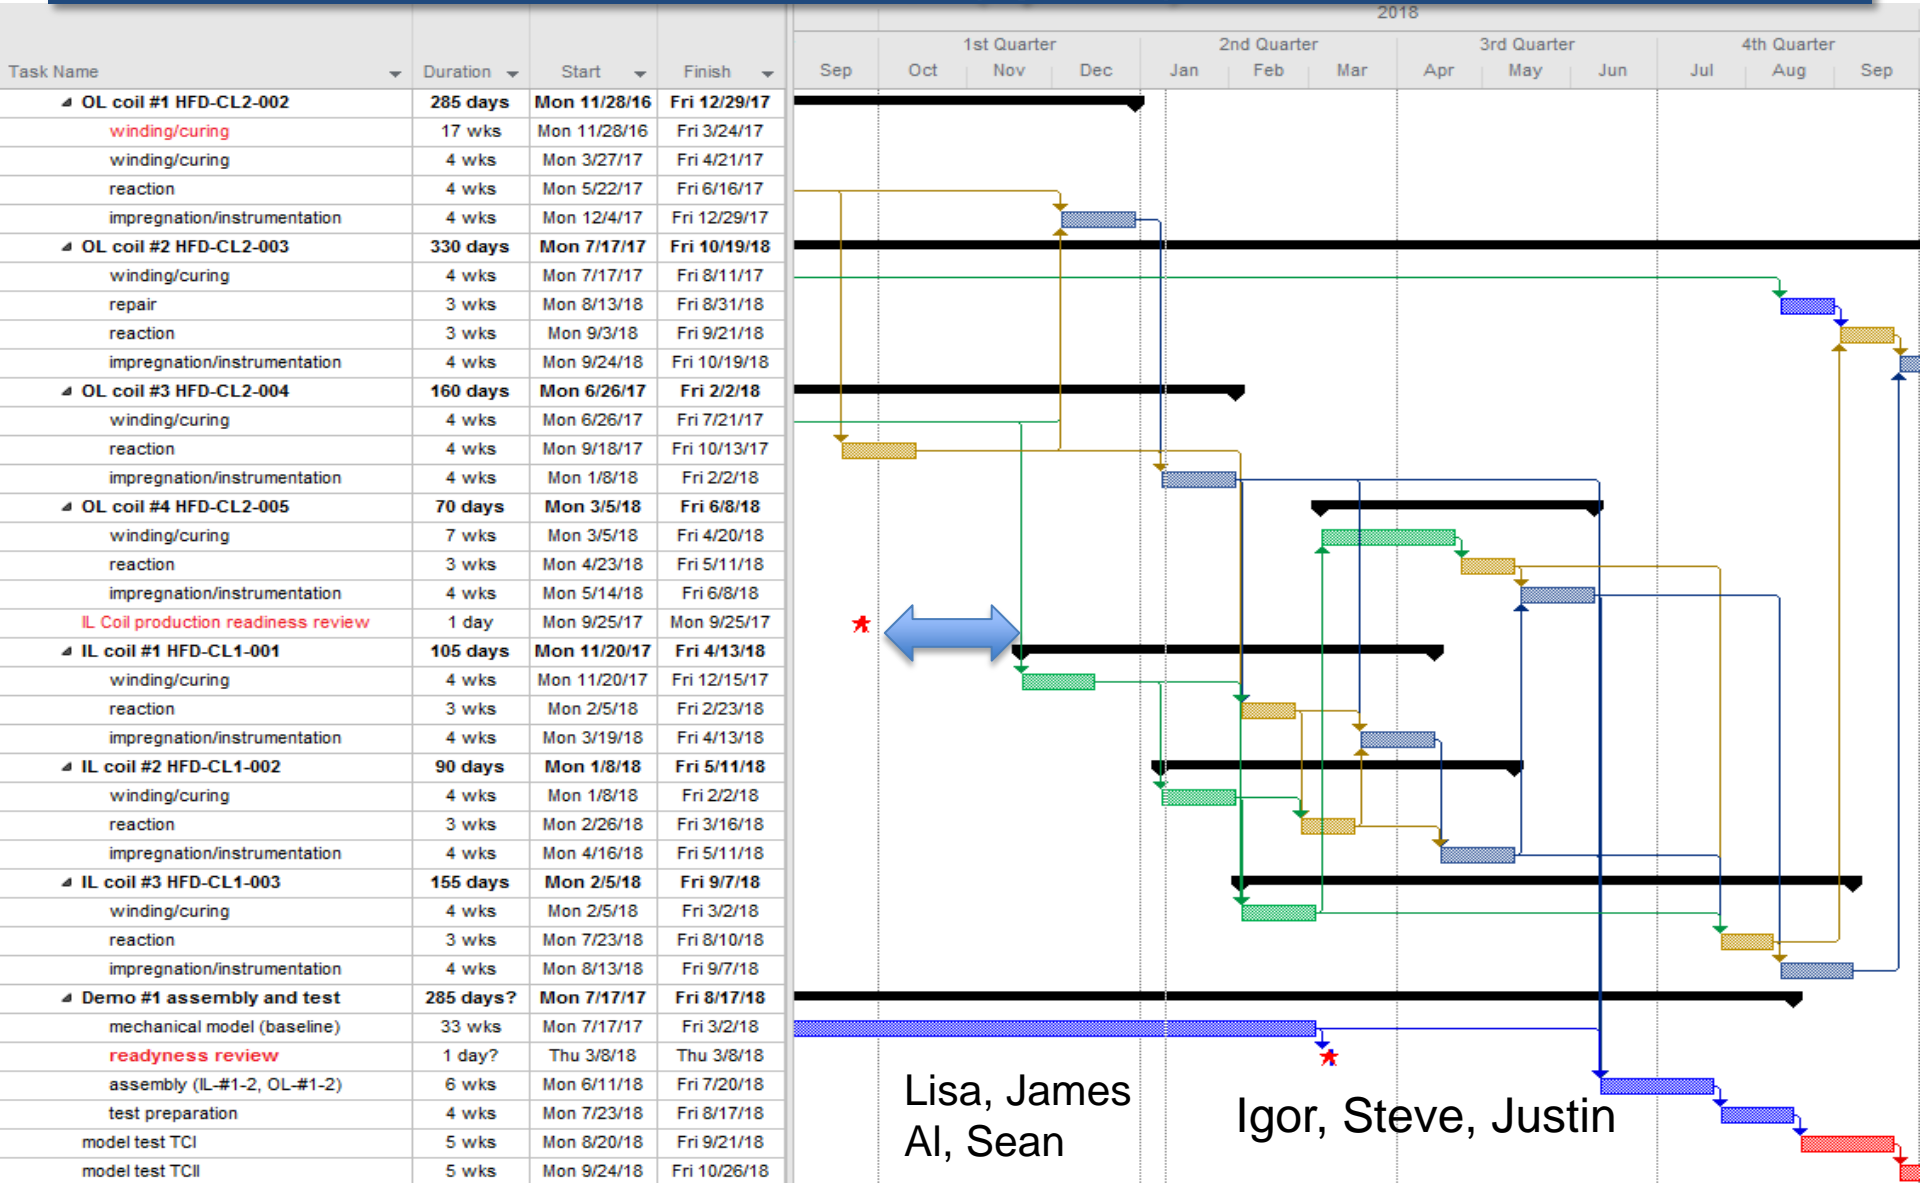 2018
1st Quarter 2nd Quarter 3rd Quarter 4th Quarter
Task Name Duration Start Finish Sep Oct Nov Dec Jan Feb Mar Apr May Jun Jul Aug Sep
OL coil #1 HFD-CL2-002 285 days Mon 11/28/16 Fri 12/29/17
winding/curing 17 wks Mon 11/28/16 Fri 3/24/17
winding/curing 4 wks Mon 3/27/17 Fri 4/21/17
reaction 4 wks Mon 5/22/17 Fri 6/16/17
impregnation/instrumentation 4 wks Mon 12/4/17 Fri 12/29/17
OL coil #2 HFD-CL2-003 330 days Mon 7/17/17 Fri 10/19/18
winding/curing 4 wks Mon 7/17/17 Fri 8/11/17
repair 3 wks Mon 8/13/18 Fri 8/31/18
reaction 3 wks Mon 9/3/18 Fri 9/21/18
impregnation/instrumentation 4 wks Mon 9/24/18 Fri 10/19/18
OL coil #3 HFD-CL2-004 160 days Mon 6/26/17 Fri 2/2/18
winding/curing 4 wks Mon 6/26/17 Fri 7/21/17
reaction 4 wks Mon 9/18/17 Fri 10/13/17
impregnation/instrumentation 4 wks Mon 1/8/18 Fri 2/2/18
OL coil #4 HFD-CL2-005 70 days Mon 3/5/18 Fri 6/8/18
winding/curing 7 wks Mon 3/5/18 Fri 4/20/18
reaction 3 wks Mon 4/23/18 Fri 5/11/18
impregnation/instrumentation 4 wks Mon 5/14/18 Fri 6/8/18
IL Coil production readiness review 1 day Mon 9/25/17 Mon 9/25/17
IL coil #1 HFD-CL1-001 105 days Mon 11/20/17 Fri 4/13/18
winding/curing 4 wks Mon 11/20/17 Fri 12/15/17
reaction 3 wks Mon 2/5/18 Fri 2/23/18
impregnation/instrumentation 4 wks Mon 3/19/18 Fri 4/13/18
IL coil #2 HFD-CL1-002 90 days Mon 1/8/18 Fri 5/11/18
winding/curing 4 wks Mon 1/8/18 Fri 2/2/18
reaction 3 wks Mon 2/26/18 Fri 3/16/18
impregnation/instrumentation 4 wks Mon 4/16/18 Fri 5/11/18
IL coil #3 HFD-CL1-003 155 days Mon 2/5/18 Fri 9/7/18
winding/curing 4 wks Mon 2/5/18 Fri 3/2/18
reaction 3 wks Mon 7/23/18 Fri 8/10/18
impregnation/instrumentation 4 wks Mon 8/13/18 Fri 9/7/18
Demo #1 assembly and test 285 days? Mon 7/17/17 Fri 8/17/18
mechanical model (baseline) 33 wks Mon 7/17/17 Fri 3/2/18
readyness review 1 day? Thu 3/8/18 Thu 3/8/18
assembly (IL-#1-2, OL-#1-2) 6 wks Mon 6/11/18 Fri 7/20/18
test preparation 4 wks Mon 7/23/18 Fri 8/17/18
model test TCI 5 wks Mon 8/20/18 Fri 9/21/18
model test TCII 5 wks Mon 9/24/18 Fri 10/26/18
Lisa, James
Al, Sean
Igor, Steve, Justin